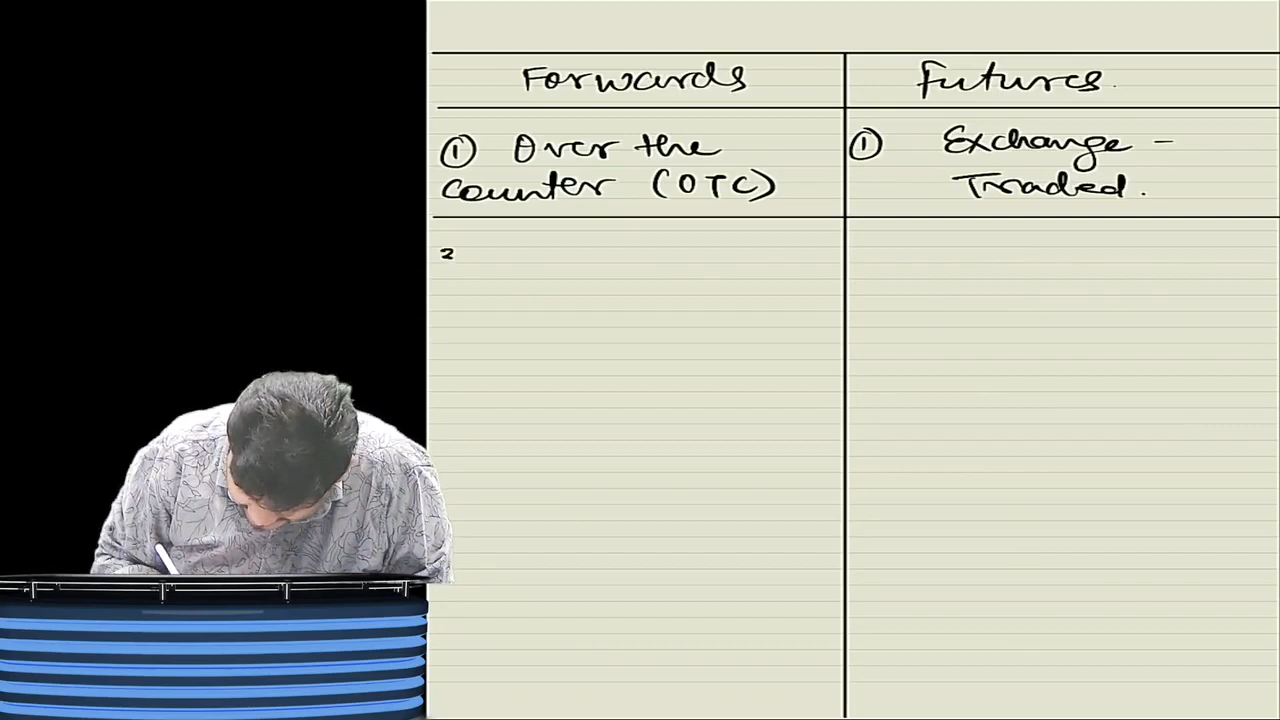 Forwards
Futures.
① Over the
counter (OTC)
① Exchange -
Traded.
2